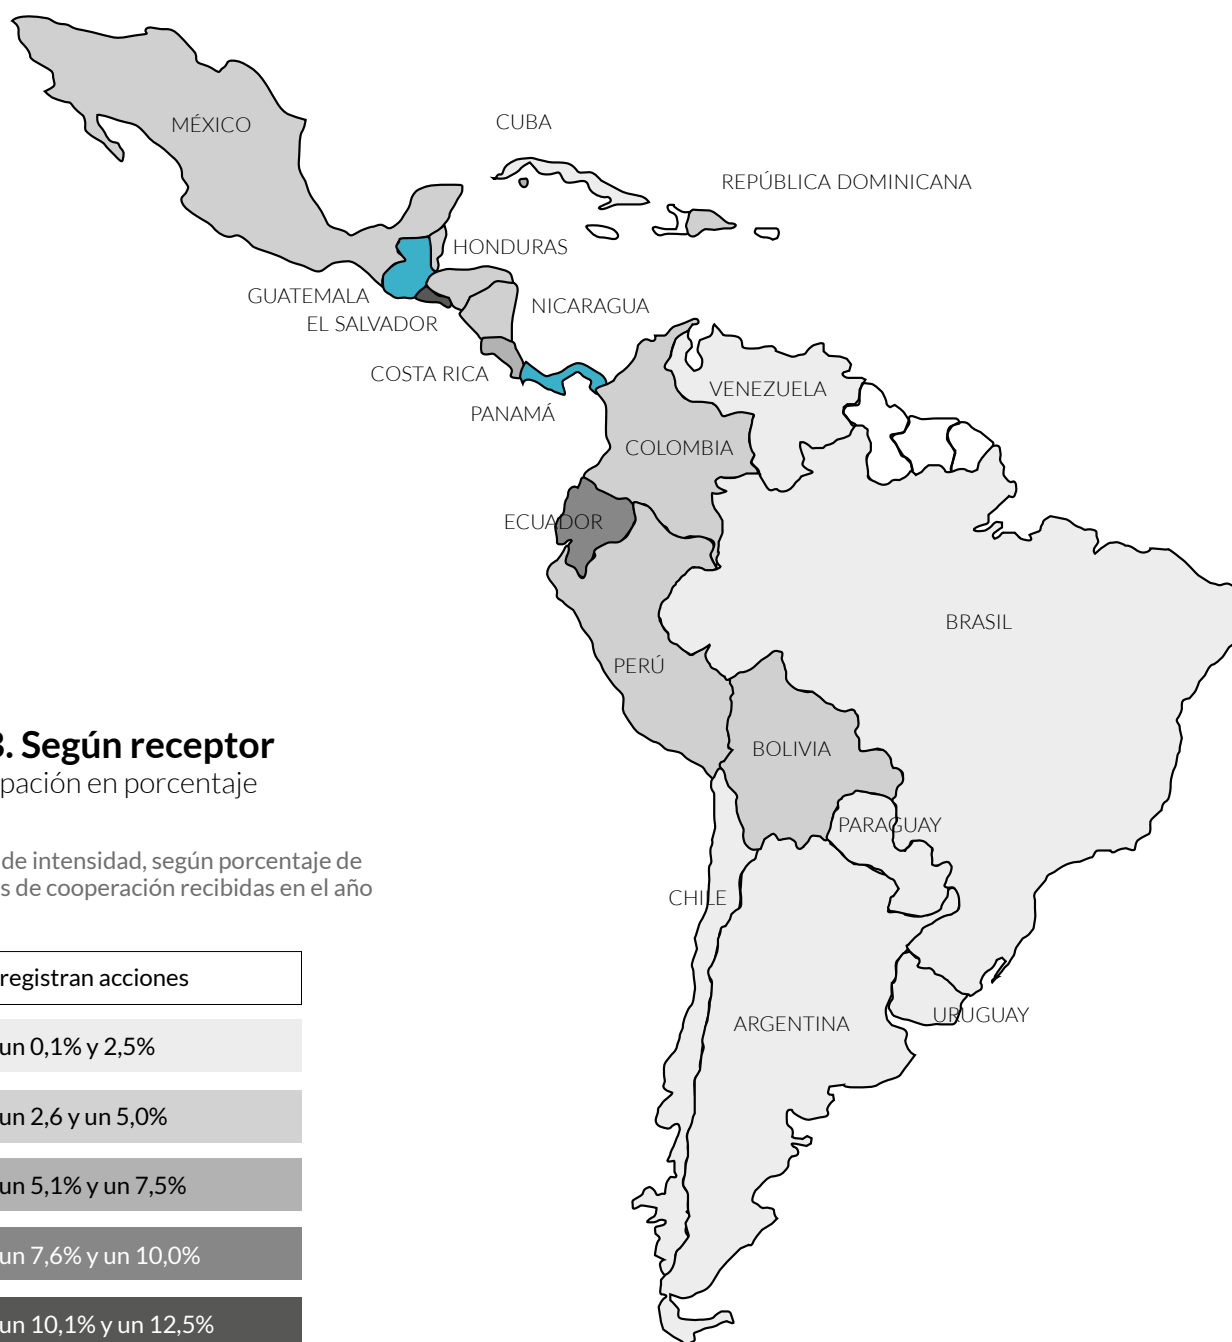 MÉXICO
CUBA
REPÚBLICA DOMINICANA
HONDURAS
GUATEMALA
NICARAGUA
EL SALVADOR
COSTA RICA
PANAMÁ
VENEZUELA
COLOMBIA
ECUADOR
BRASIL
PERÚ
BOLIVIA
PARAGUAY
CHILE
ARGENTINA
URUGUAY
. Según receptor
pación en porcentaje
de intensidad, según porcentaje de
s de cooperación recibidas en el año
registran acciones
un 0,1% y 2,5%
un 2,6 y un 5,0%
un 5,1% y un 7,5%
un 7,6% y un 10,0%
un 10,1% y un 12,5%